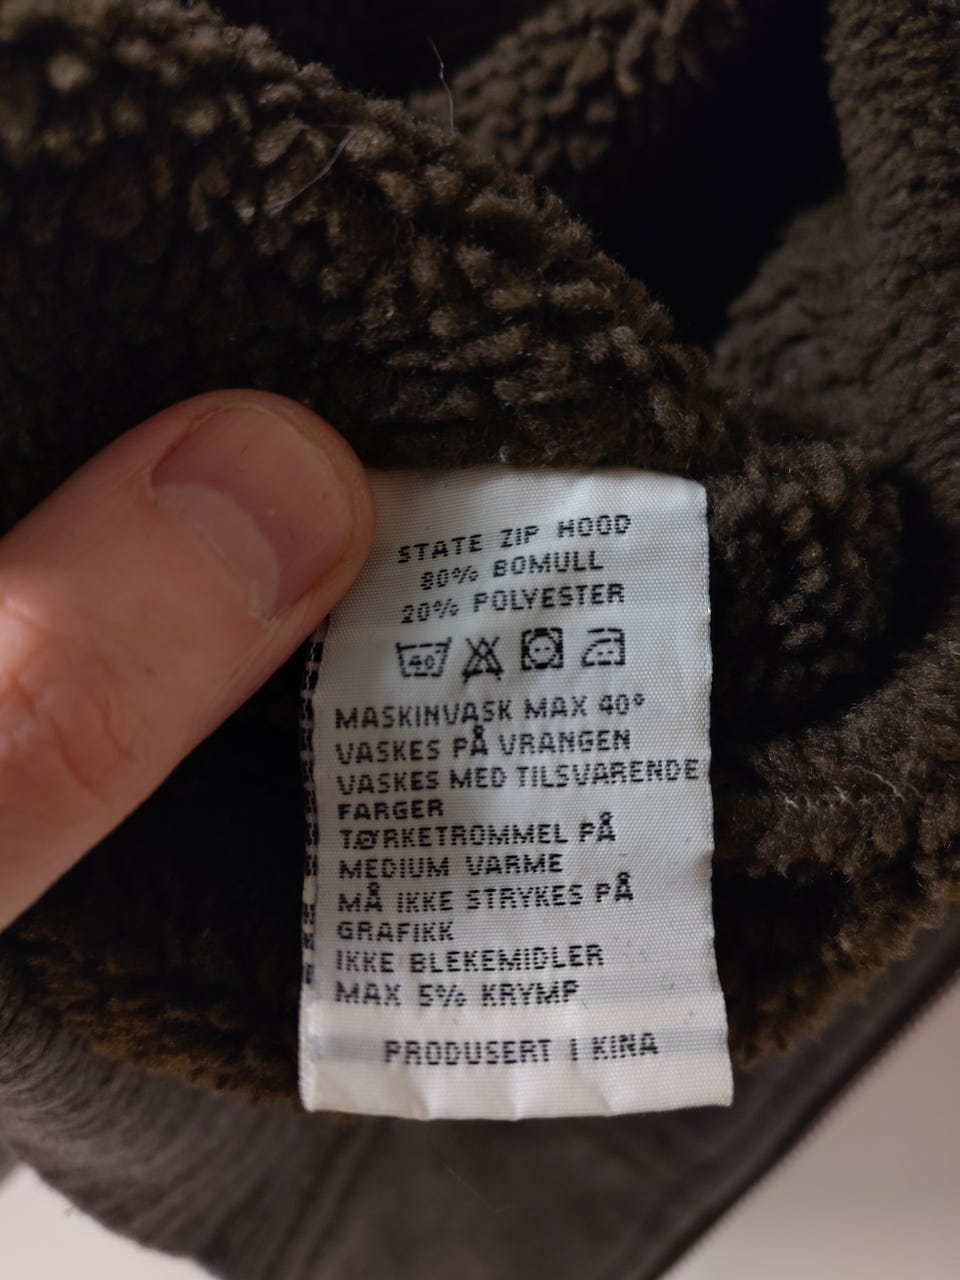 STATE ZIP HOOD
80% BOMULL
20% POLYESTER
40
MASKINVASK MAX 40°
VASKES PÅ VRANGEN
VASKES MED TILSVARENDE
FARGER
TØRKETROMMEL PÅ
MEDIUM VARME
MÅ IKKE STRYKES PÅ
GRAFIKK
IKKE BLEKEMIDLER
MAX 5% KRYMP
PRODUSERT I KINA